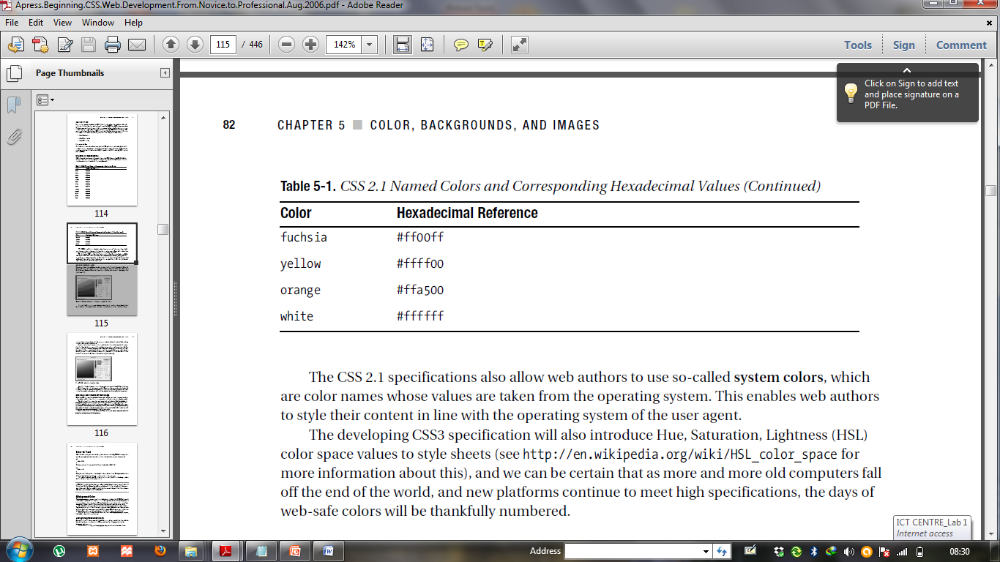 Apress.Beginning.CSS.Web.Development.From.Novice.to.Professional.Aug.2006.pdf - Adobe Reader
File Edit View Window Help
115 / 446 142% Tools Sign Comment
Page Thumbnails
Click on Sign to add text
and place signature on a
PDF File.
114
115
116
82 CHAPTER 5 ■ COLOR, BACKGROUNDS, AND IMAGES
Table 5-1. CSS 2.1 Named Colors and Corresponding Hexadecimal Values (Continued)
Color Hexadecimal Reference
fuchsia #ff00ff
yellow #ffff00
orange #ffa500
white #ffffff
The CSS 2.1 specifications also allow web authors to use so-called system colors, which
are color names whose values are taken from the operating system. This enables web authors
to style their content in line with the operating system of the user agent.
The developing CSS3 specification will also introduce Hue, Saturation, Lightness (HSL)
color space values to style sheets (see http://en.wikipedia.org/wiki/HSL_color_space for
more information about this), and we can be certain that as more and more old computers fall
off the end of the world, and new platforms continue to meet high specifications, the days of
web-safe colors will be thankfully numbered.
ICT CENTRE_Lab 1
Internet access
Address 08:30